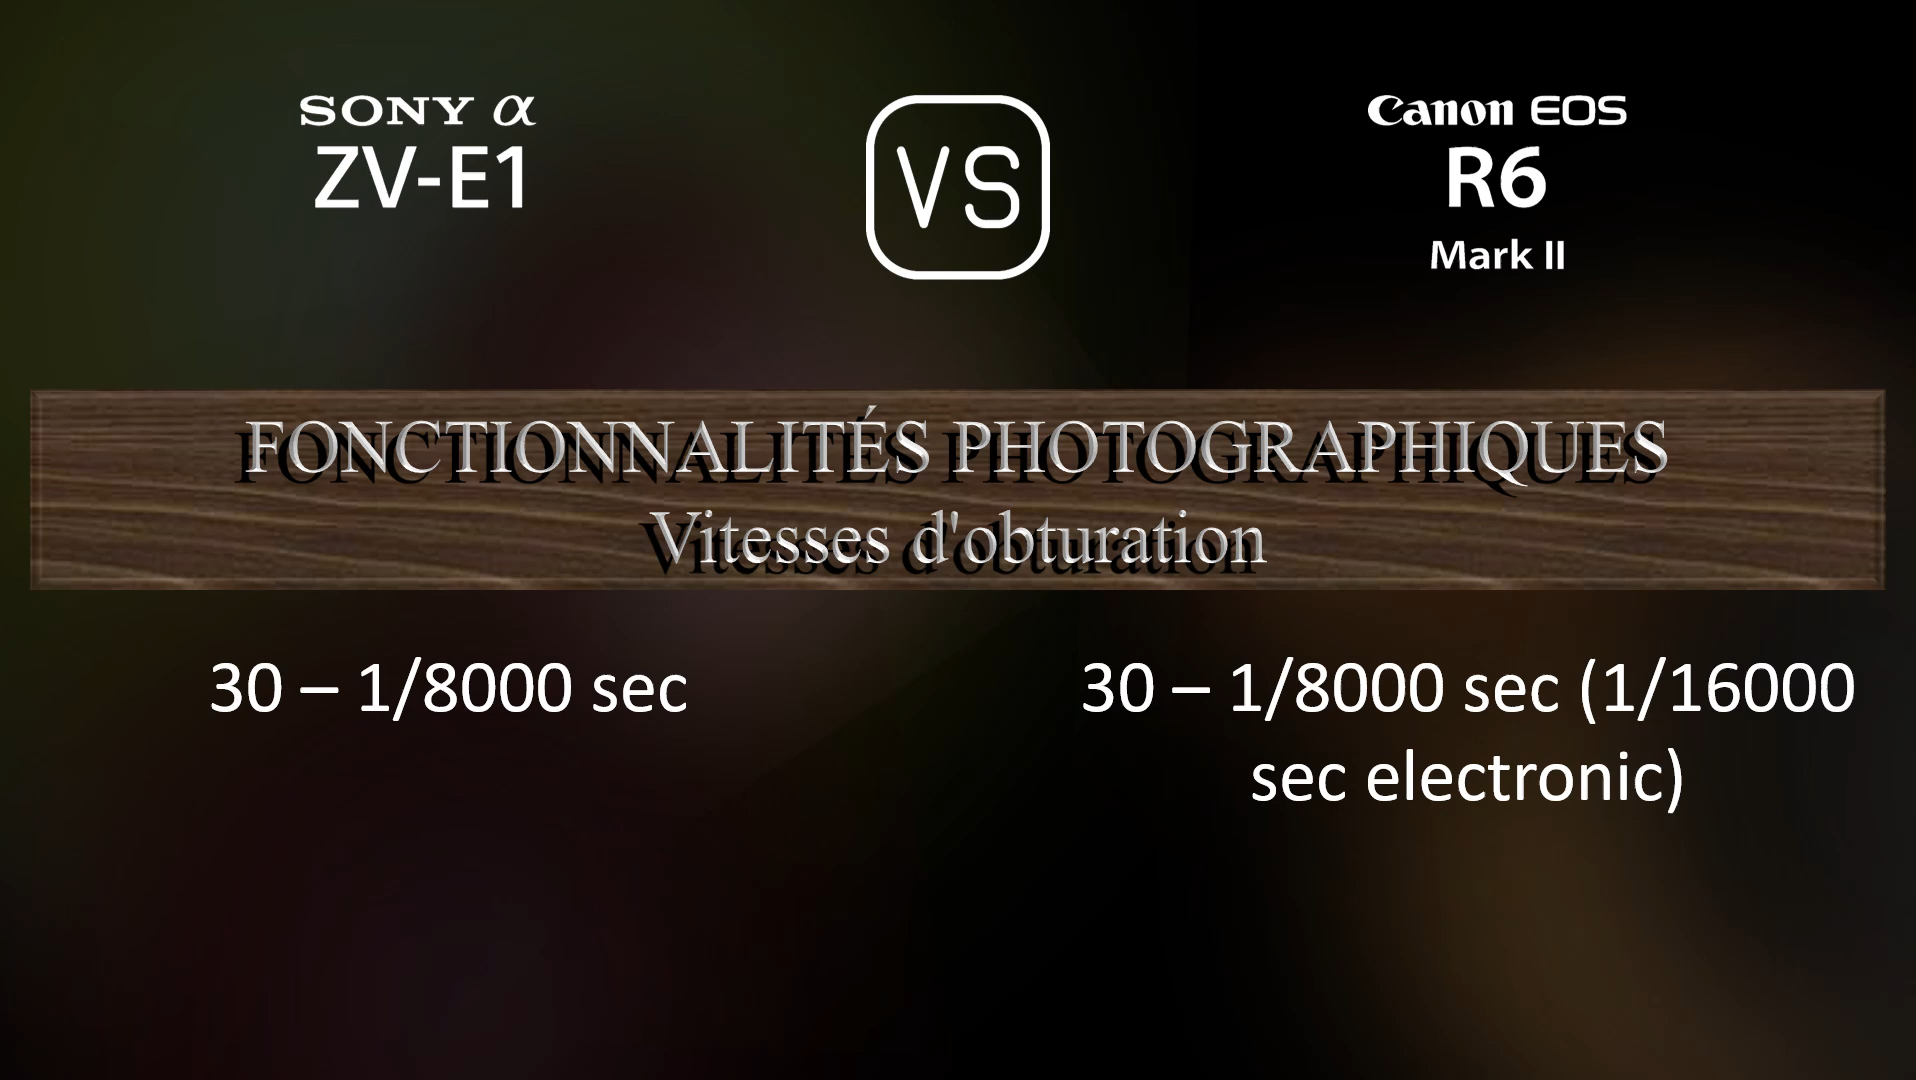 SONY α
ZV-E1
VS
Canon EOS
R6
Mark II
FONCTIONNALITÉS PHOTOGRAPHIQUES
Vitesses d'obturation
30 – 1/8000 sec
30 – 1/8000 sec (1/16000
sec electronic)